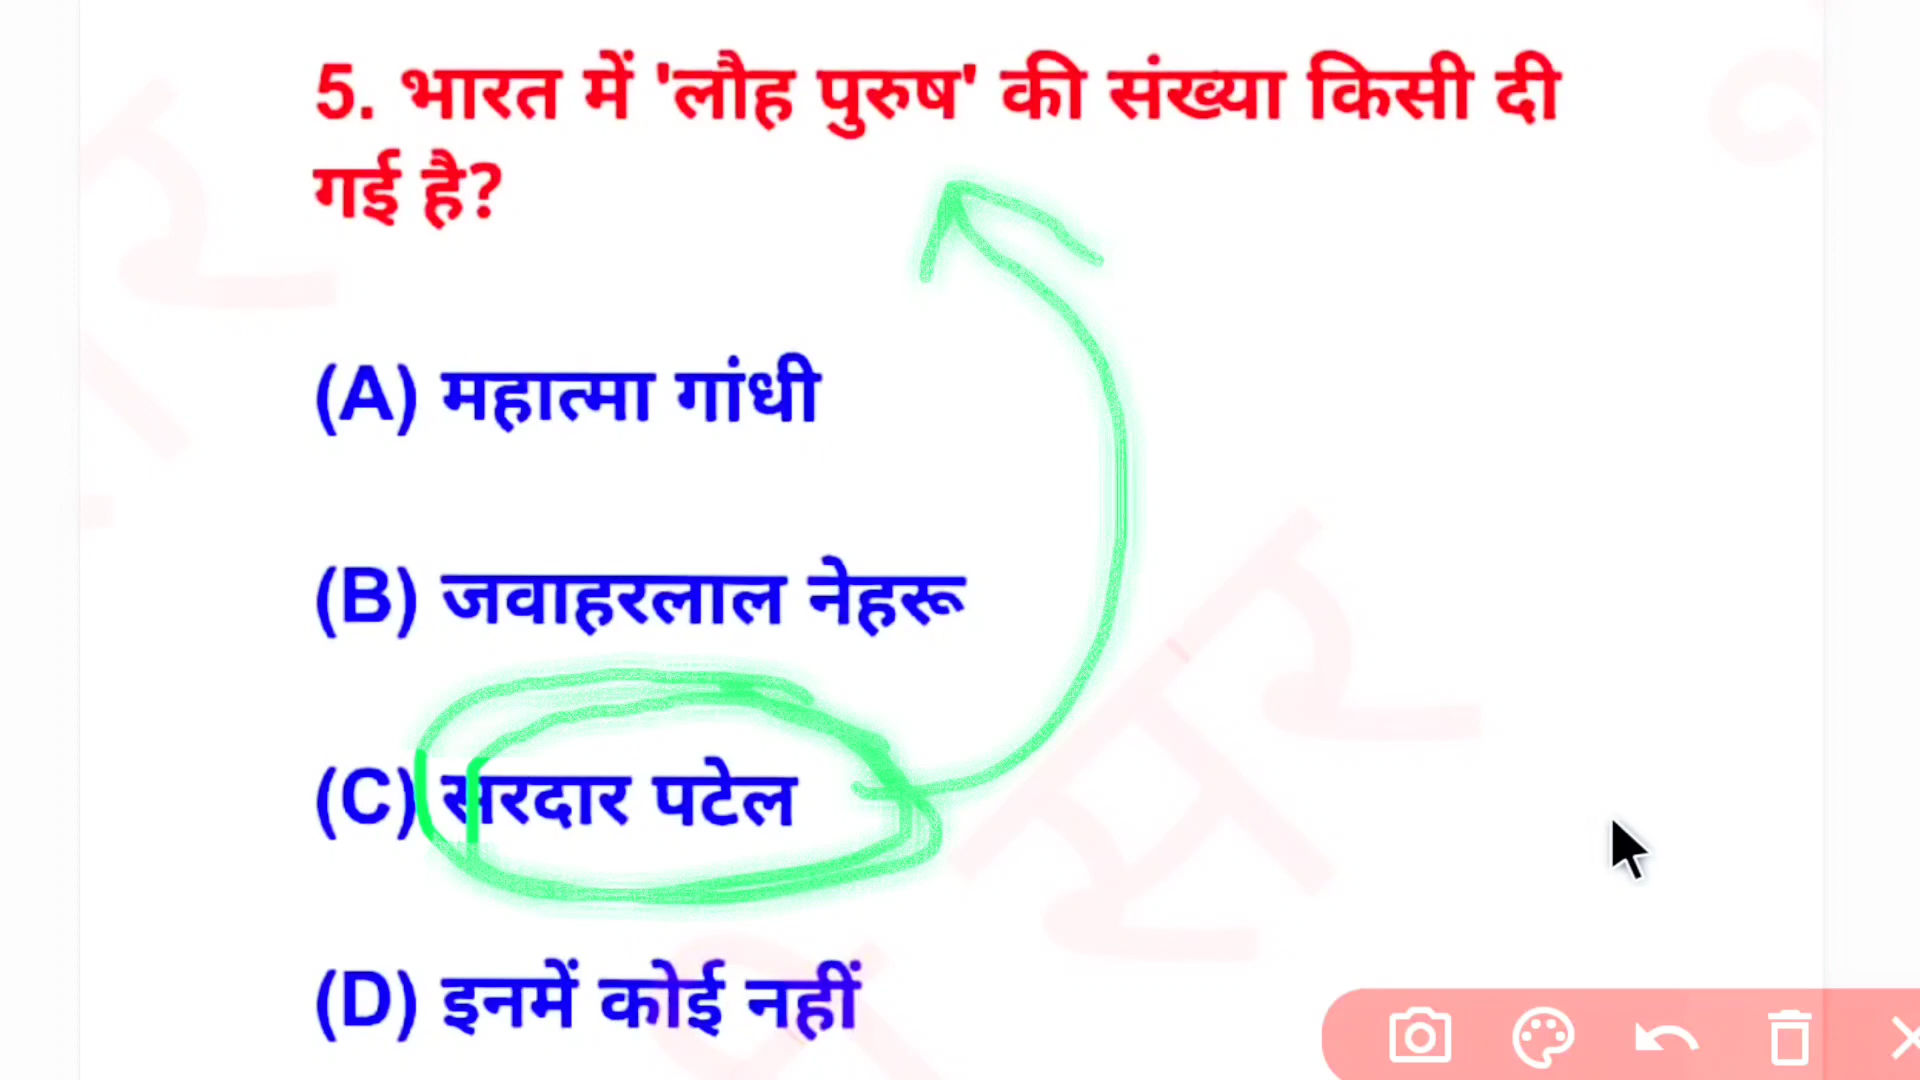 5. भारत में 'लौह पुरुष' की संख्या किसी दी
गई है?
(A) महात्मा गांधी
(B) जवाहरलाल नेहरू
(C) सरदार पटेल
(D) इनमें कोई नहीं